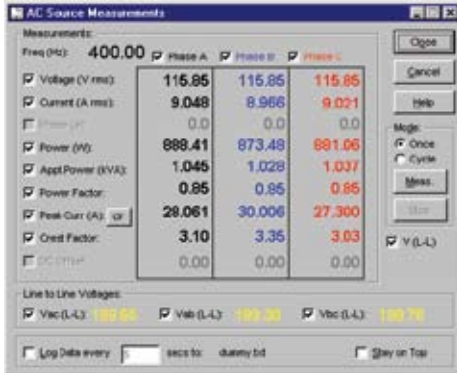 AC Source Measurements
Measurements:
Freq (Hz): 400.00 Phase A Phase B Phase C
Voltage (V rms): 115.85 115.85 115.85
Current (A rms): 9.048 8.966 9.021
0.0 0.0 0.0
Power (W): 888.41 873.48 881.06
Appt.Power (kVA): 1.045 1.028 1.037
Power Factor: 0.85 0.85 0.85
Peak Curr (A): clr 28.061 30.006 27.300
Crest Factor: 3.10 3.35 3.03
DC Offset 0.00 0.00 0.00
Close
Cancel
Help
Mode:
Once
Cycle
Meas.
Stop
V (L-L)
Line to Line Voltages:
Vac (L-L): Vab (L-L): Vbc (L-L):
Log Data every 5 secs to: dummy.txt Stay on Top